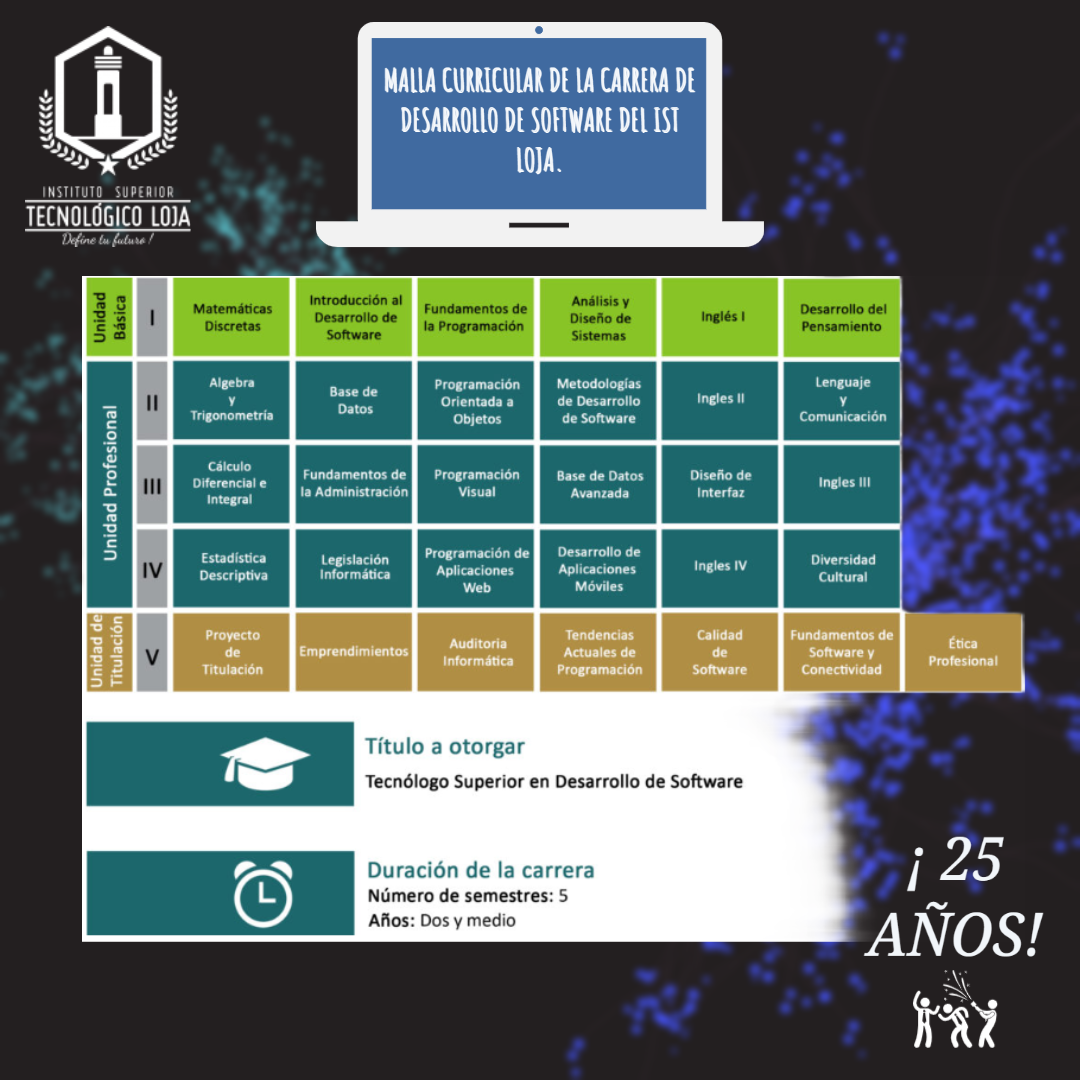 INSTITUTO SUPERIOR
TECNOLÓGICO LOJA
Define tu futuro!
MALLA CURRICULAR DE LA CARRERA DE
DESARROLLO DE SOFTWARE DEL IST
LOJA.
Unidad
Básica
I
Matemáticas
Discretas
Introducción al
Desarrollo de
Software
Fundamentos de
la Programación
Análisis y
Diseño de
Sistemas
Inglés I
Desarrollo del
Pensamiento
Unidad Profesional
II
Algebra
y
Trigonometría
Base de
Datos
Programación
Orientada a
Objetos
Metodologías
de Desarrollo
de Software
Ingles II
Lenguaje
y
Comunicación
III
Cálculo
Diferencial e
Integral
Fundamentos de
la Administración
Programación
Visual
Base de Datos
Avanzada
Diseño de
Interfaz
Ingles III
IV
Estadística
Descriptiva
Legislación
Informática
Programación de
Aplicaciones
Web
Desarrollo de
Aplicaciones
Móviles
Ingles IV
Diversidad
Cultural
Unidad de
Titulación
V
Proyecto
de
Titulación
Emprendimientos
Auditoria
Informática
Tendencias
Actuales de
Programación
Calidad
de
Software
Fundamentos de
Software y
Conectividad
Ética
Profesional
Título a otorgar
Tecnólogo Superior en Desarrollo de Software
Duración de la carrera
Número de semestres: 5
Años: Dos y medio
¡ 25
AÑOS!